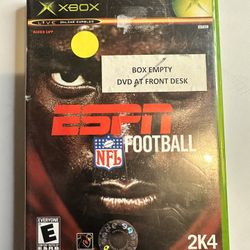 XBOX
LIVE ONLINE ENABLED
BOX EMPTY
DVD AT FRONT DESK
ESPN
NFL
FOOTBALL
EVERYONE
E
2K4